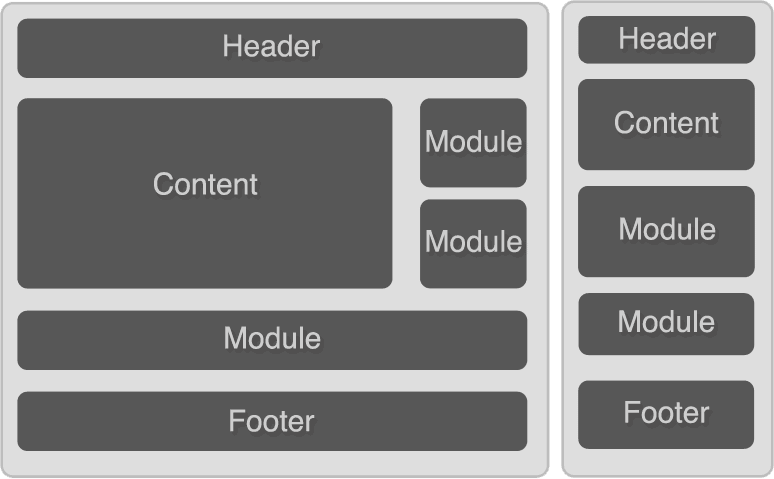 Header
Content
Module
Module
Module
Footer
Header
Content
Module
Module
Footer